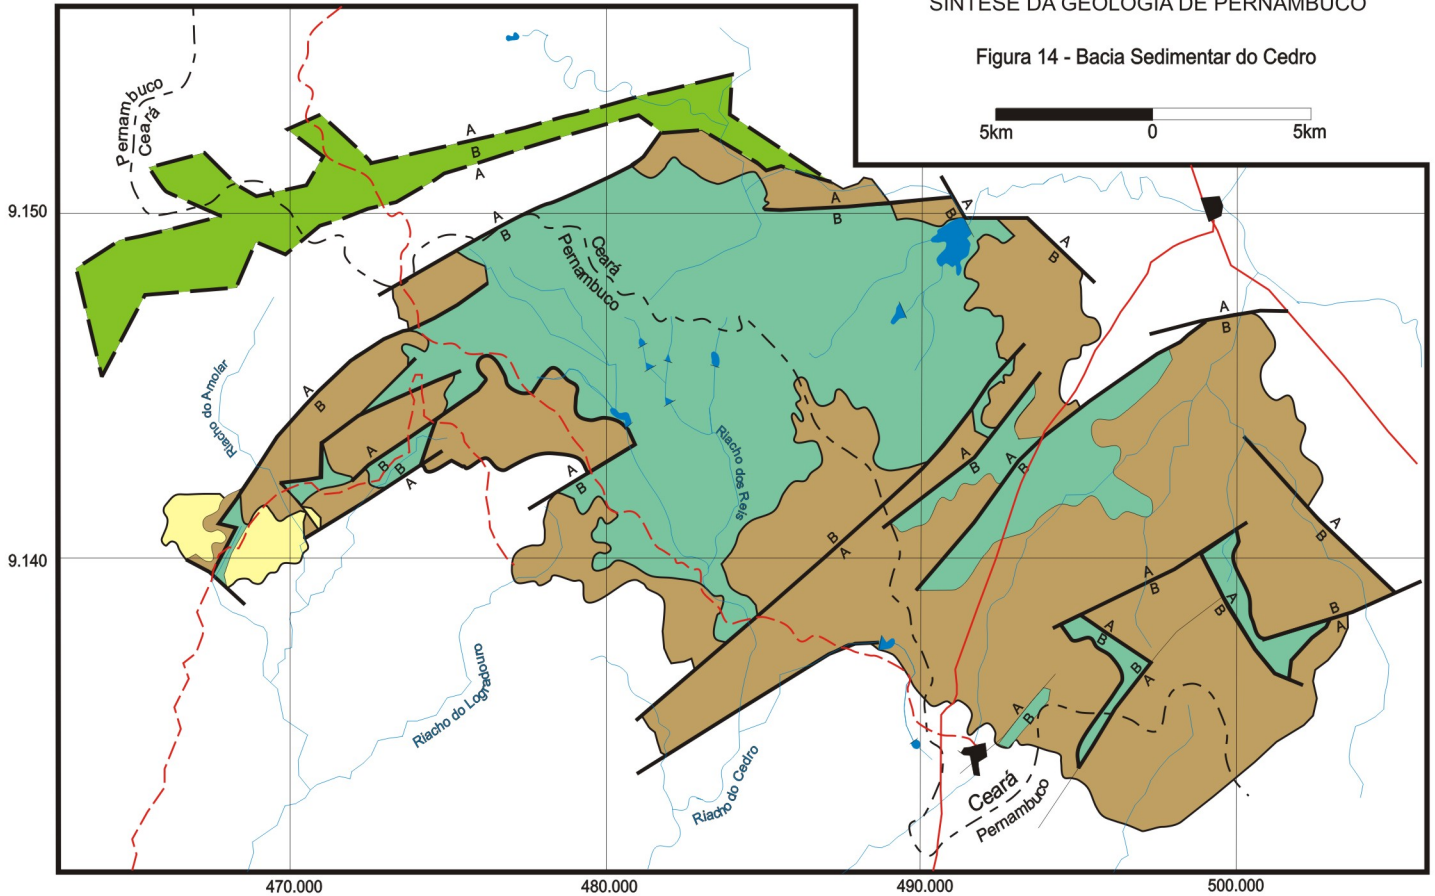 SÍNTESE DA GEOLOGIA DE PERNAMBUCO
Figura 14 - Bacia Sedimentar do Cedro
5km 0 5km
Pernambuco
Ceará
A
B
A
A
B
A
B
A
B
A
B
9.150
Ceará
Pernambuco
A
B
Riacho do Amolar
A
B
A
B
B
A
A
B
A
B
A
B
Riacho dos Reis
B
A
A
B
9.140
A
B
A
B
B
A
A
B
B
A
A
B
Riacho do Logradouro
Riacho do Cedro
Ceará
Pernambuco
470.000 480.000 490.000 500.000